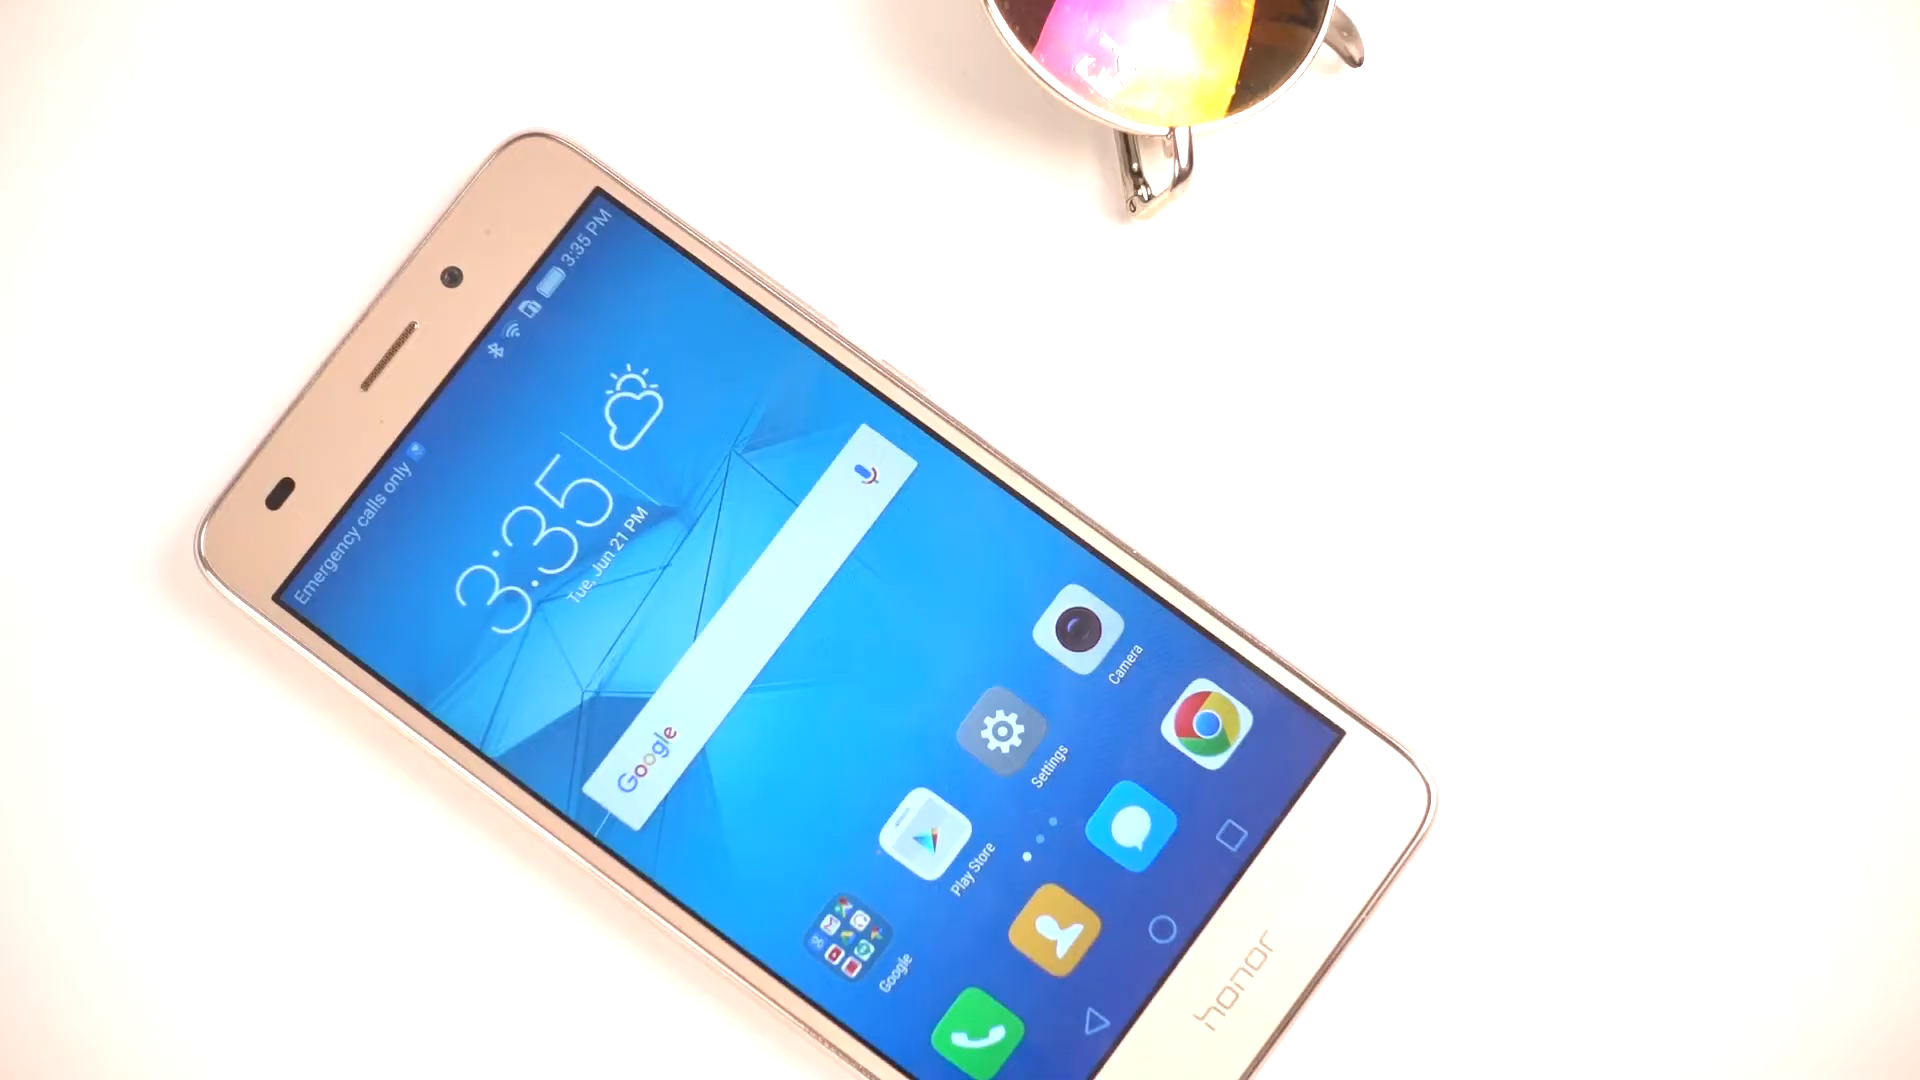 Emergency calls only
3:35 PM
3:35
Tue, Jun 21 PM
Google
Camera
Settings
Play Store
Google
honor